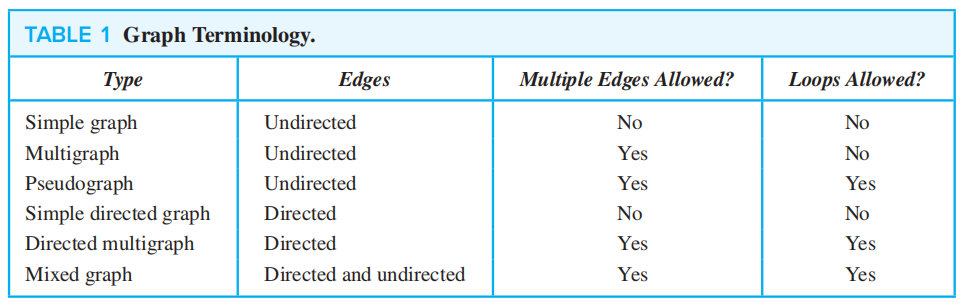 TABLE 1 Graph Terminology.
Type Edges Multiple Edges Allowed? Loops Allowed?
Simple graph Undirected No No
Multigraph Undirected Yes No
Pseudograph Undirected Yes Yes
Simple directed graph Directed No No
Directed multigraph Directed Yes Yes
Mixed graph Directed and undirected Yes Yes